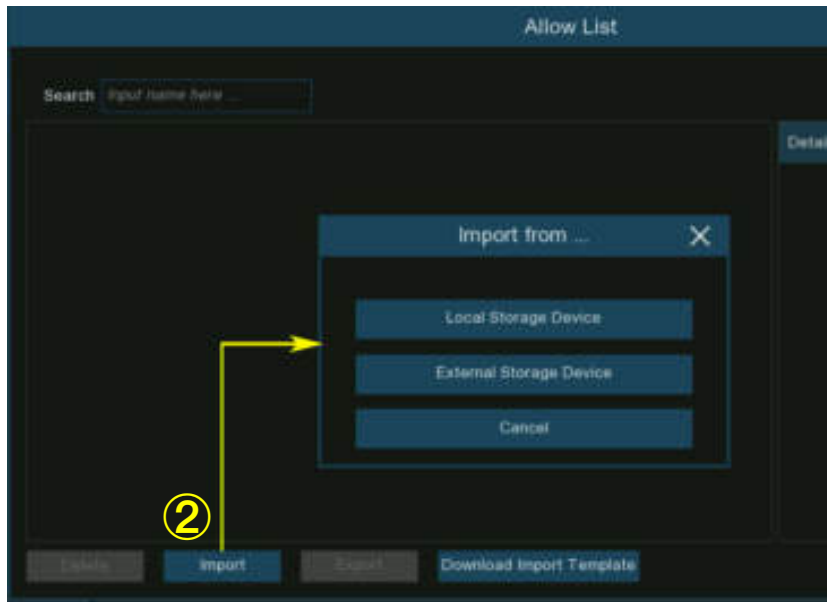 Allow List
Search Input name here ...
Detai
Import from ...
Local Storage Device
External Storage Device
Cancel
②
Delete Import Export Download Import Template